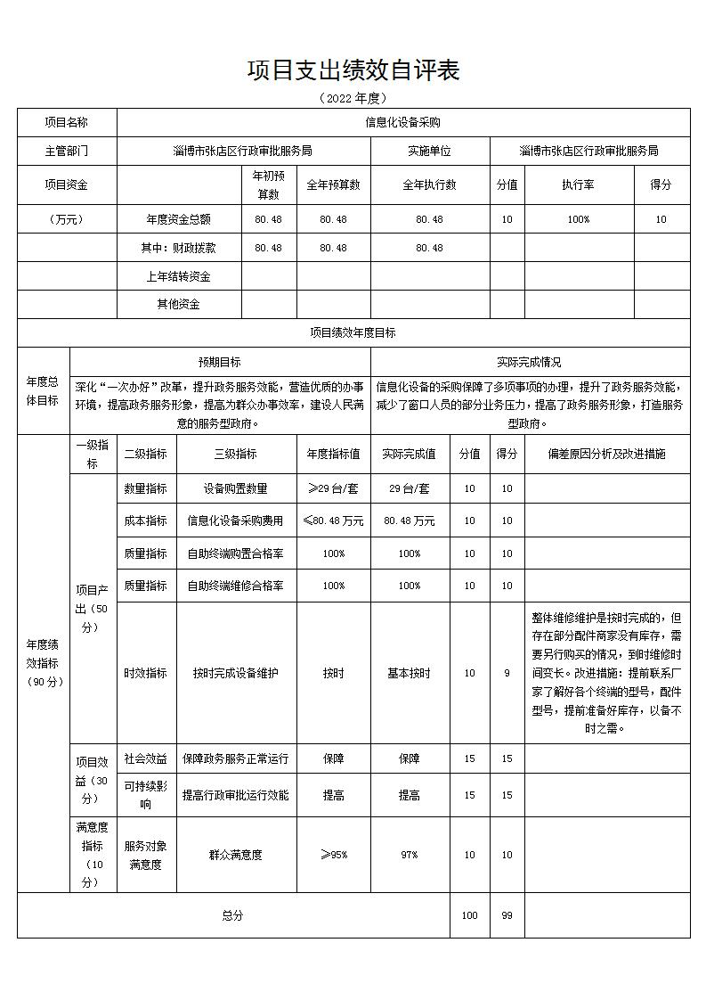 项目支出绩效自评表
（2022 年度）
项目名称 信息化设备采购
主管部门 淄博市张店区行政审批服务局 实施单位 淄博市张店区行政审批服务局
项目资金 年初预算数 全年预算数 全年执行数 分值 执行率 得分
（万元） 年度资金总额 80.48 80.48 80.48 10 100% 10
其中：财政拨款 80.48 80.48 80.48
上年结转资金
其他资金
项目绩效年度目标
年度总体目标
预期目标 实际完成情况
深化“一次办好”改革，提升政务服务效能，营造优质的办事
环境，提高政务服务形象，提高为群众办事效率，建设人民满
意的服务型政府。
信息化设备的采购保障了多项事项的办理，提升了政务服务效能，
减少了窗口人员的部分业务压力，提高了政务服务形象，打造服务
型政府。
年度绩效指标（90 分）
一级指标 二级指标 三级指标 年度指标值 实际完成值 分值 得分 偏差原因分析及改进措施
项目产出（50 分）
数量指标 设备购置数量 ≥29 台/套 29 台/套 10 10
成本指标 信息化设备采购费用 ≤80.48 万元 80.48 万元 10 10
质量指标 自助终端购置合格率 100% 100% 10 10
质量指标 自助终端维修合格率 100% 100% 10 10
时效指标 按时完成设备维护 按时 基本按时 10 9
整体维修维护是按时完成的，但
存在部分配件商家没有库存，需
要另行购买的情况，到时维修时
间变长。改进措施：提前联系厂
家了解好各个终端的型号，配件
型号，提前准备好库存，以备不
时之需。
项目效益（30 分）
社会效益 保障政务服务正常运行 保障 保障 15 15
可持续影响 提高行政审批运行效能 提高 提高 15 15
满意度指标（10 分）
服务对象满意度 群众满意度 ≥95% 97% 10 10
总分 100 99